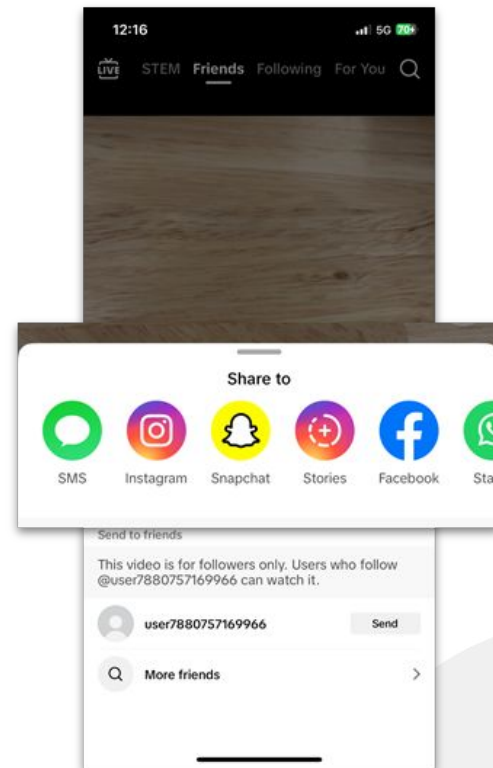 12:16 5G 70+
LIVE STEM Friends Following For You
Share to
SMS Instagram Snapchat Stories Facebook
Send to friends
This video is for followers only. Users who follow
@user7880757169966 can watch it.
user7880757169966 Send
More friends